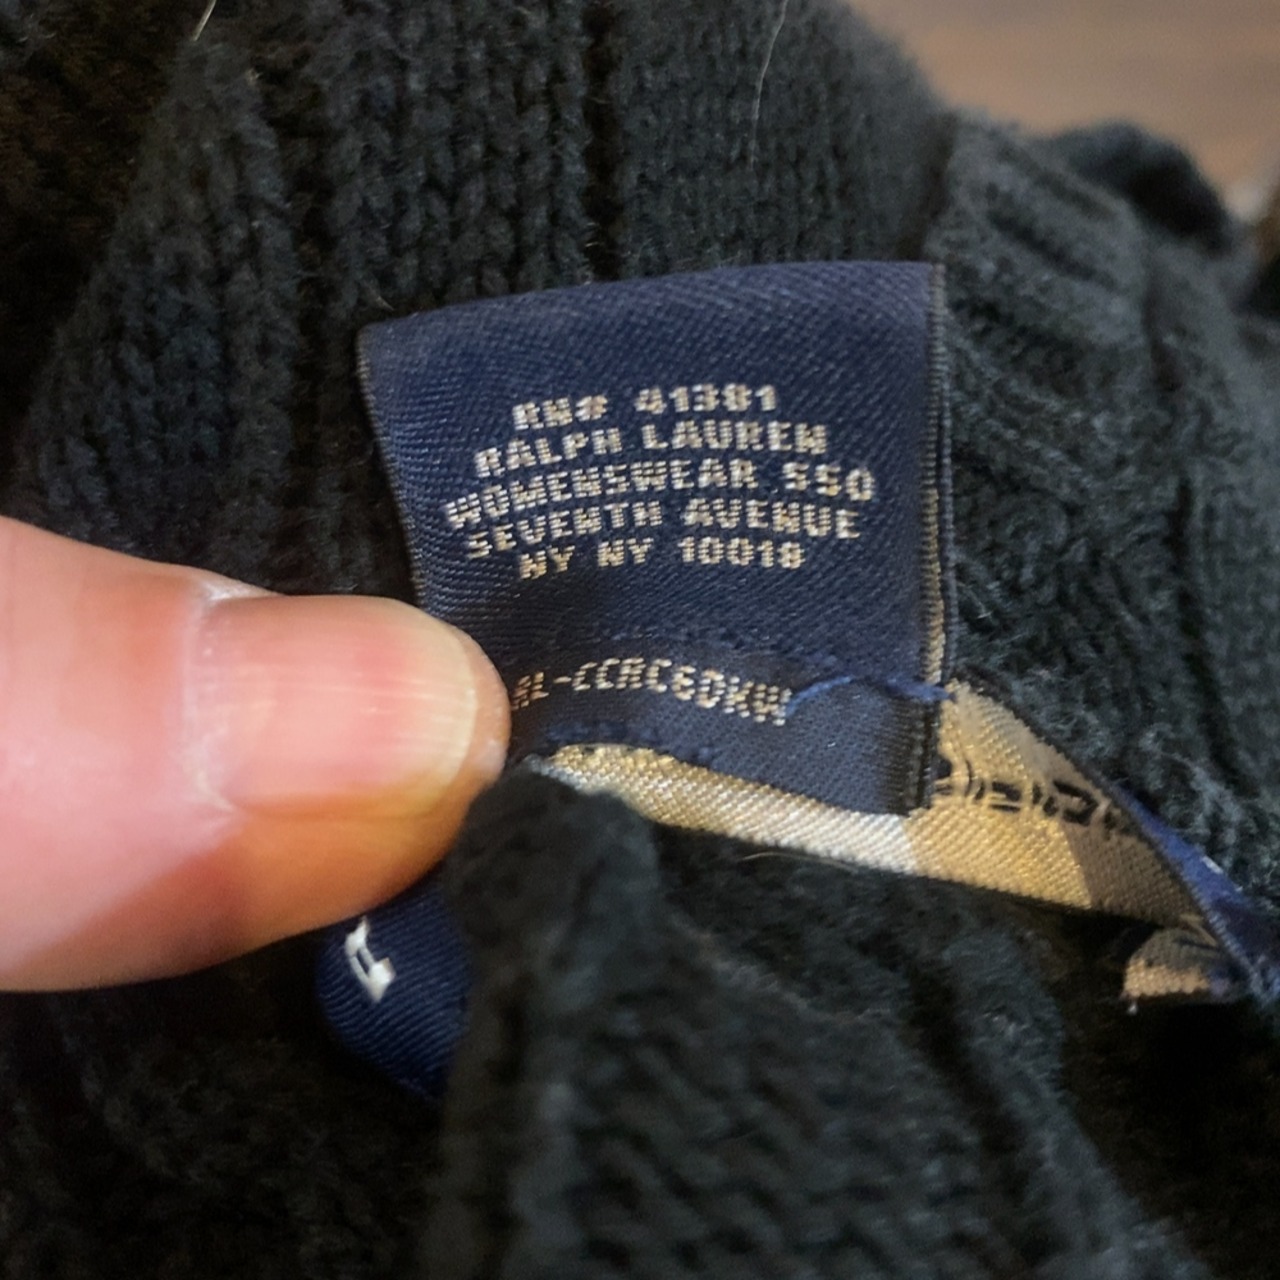 RN# 41381
RALPH LAUREN
WOMENSWEAR 550
SEVENTH AVENUE
NY NY 10018